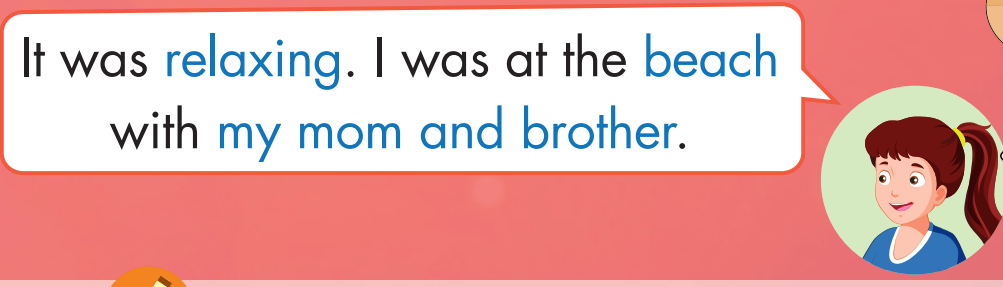 It was relaxing. I was at the beach
with my mom and brother.